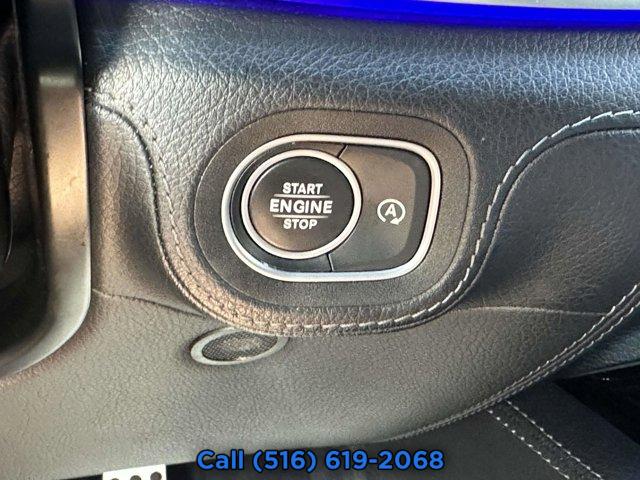 START
ENGINE
STOP
A
Call (516) 619-2068